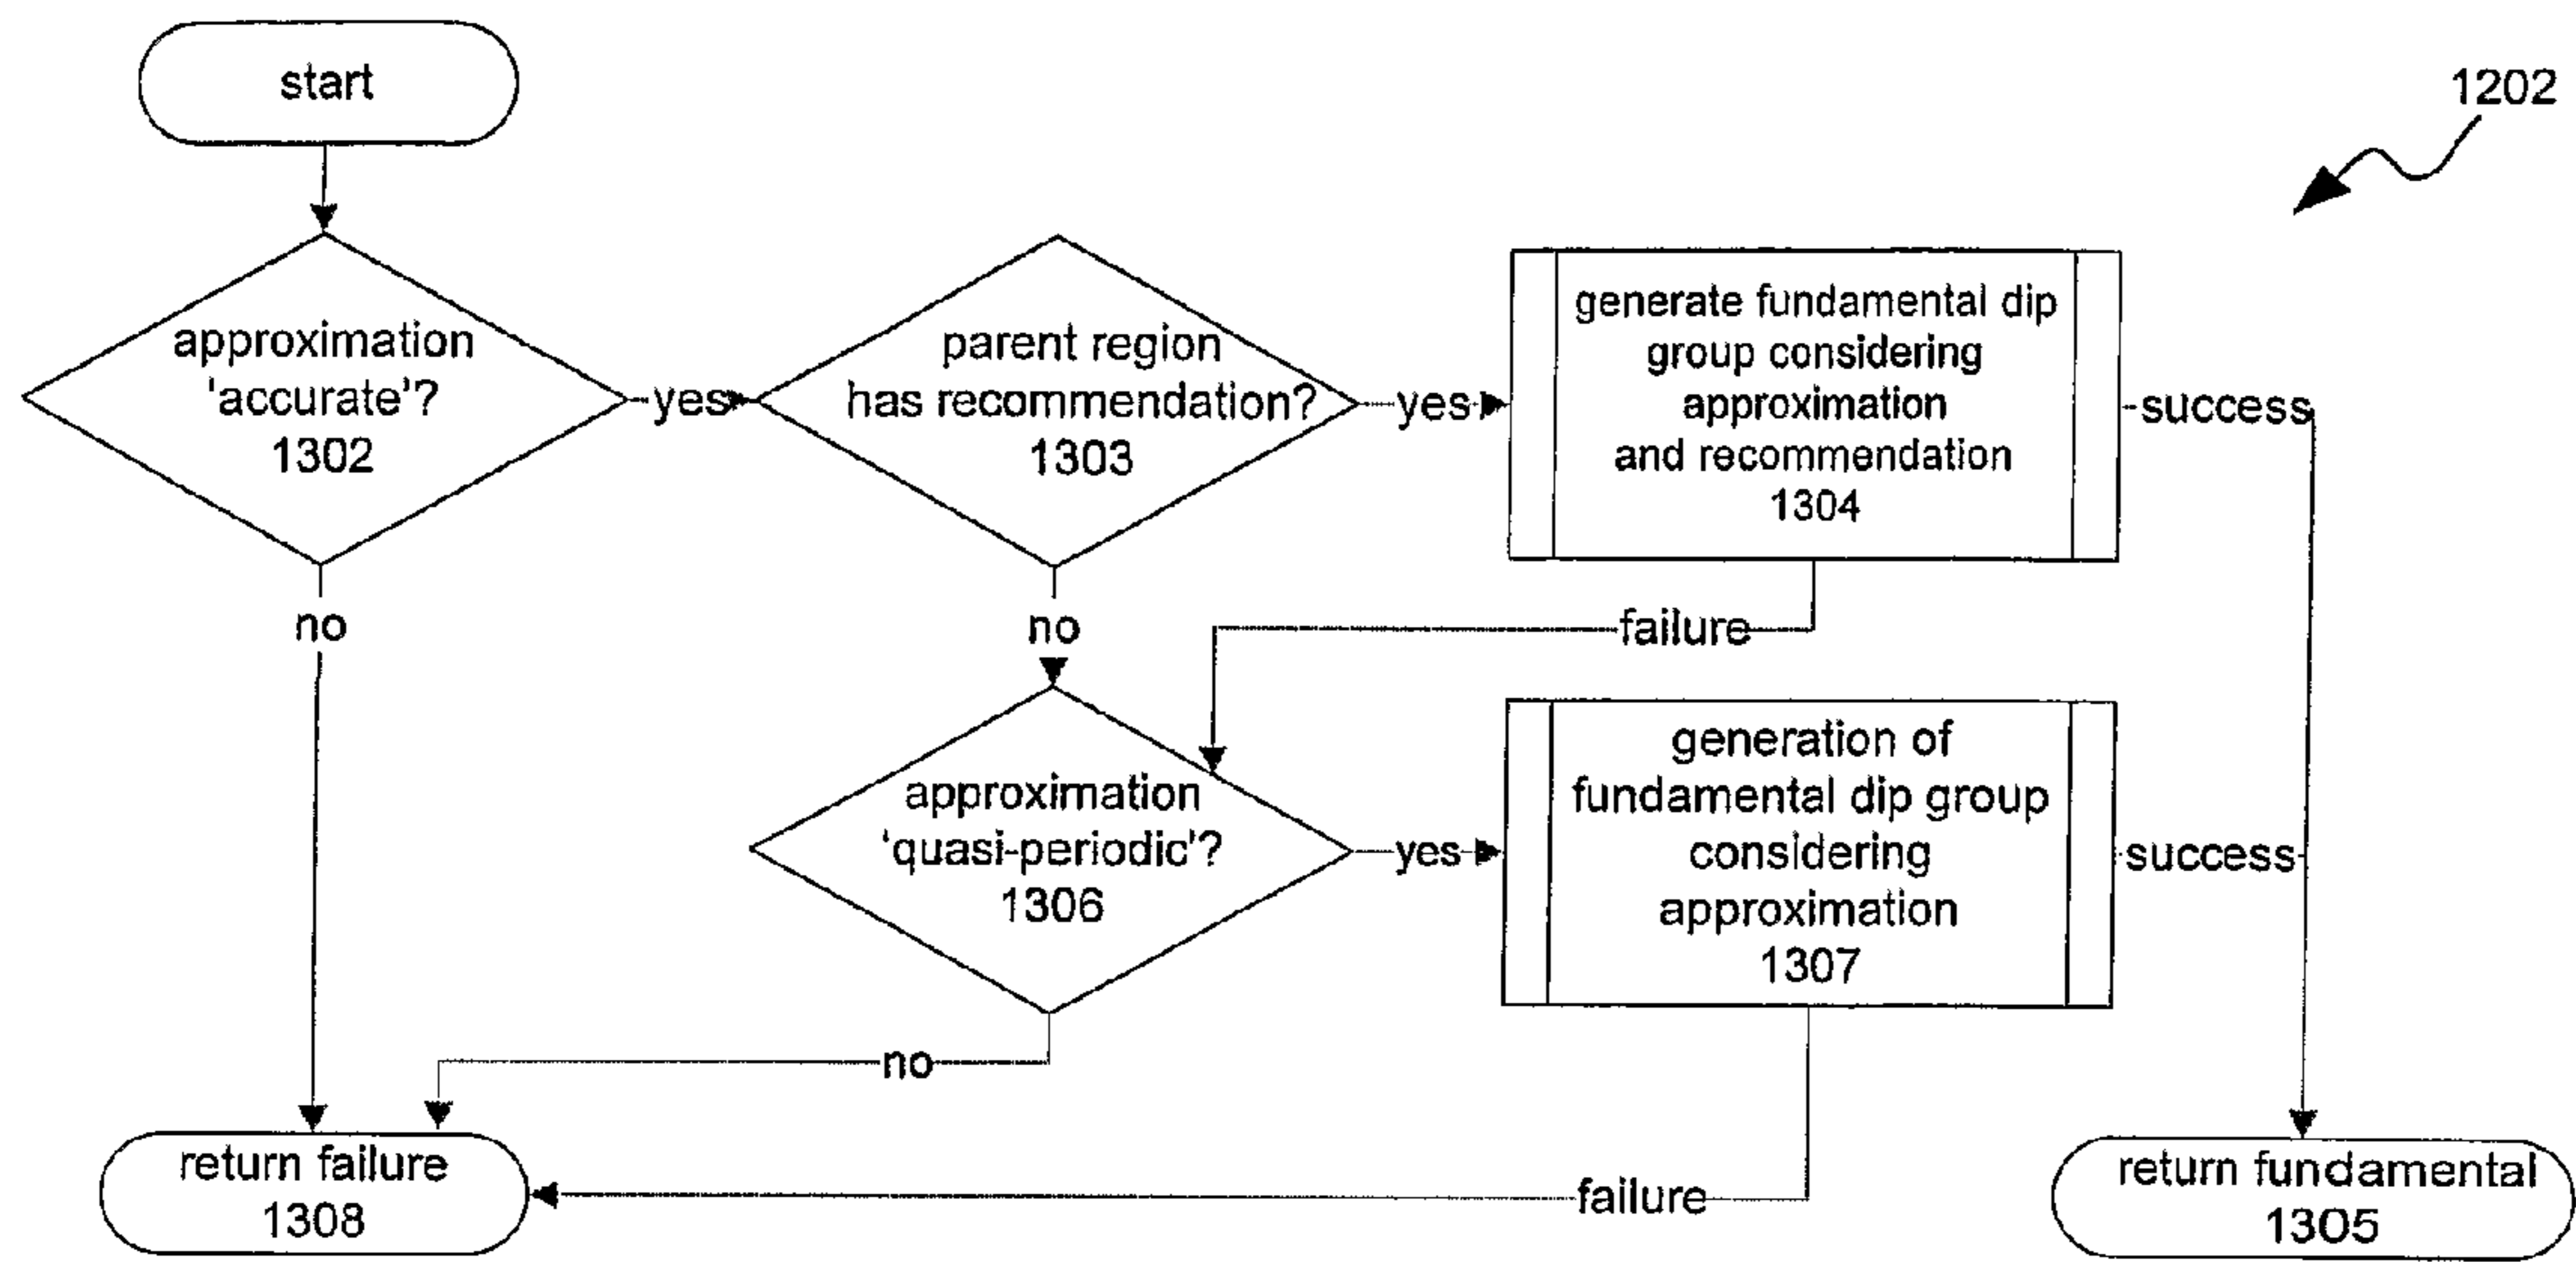 start
1202
approximation
'accurate'?
1302
yes
parent region
has recommendation?
1303
yes
generate fundamental dip
group considering
approximation
and recommendation
1304
success
no
no
failure
approximation
'quasi-periodic'?
1306
yes
generation of
fundamental dip group
considering
approximation
1307
success
no
return failure
1308
failure
return fundamental
1305